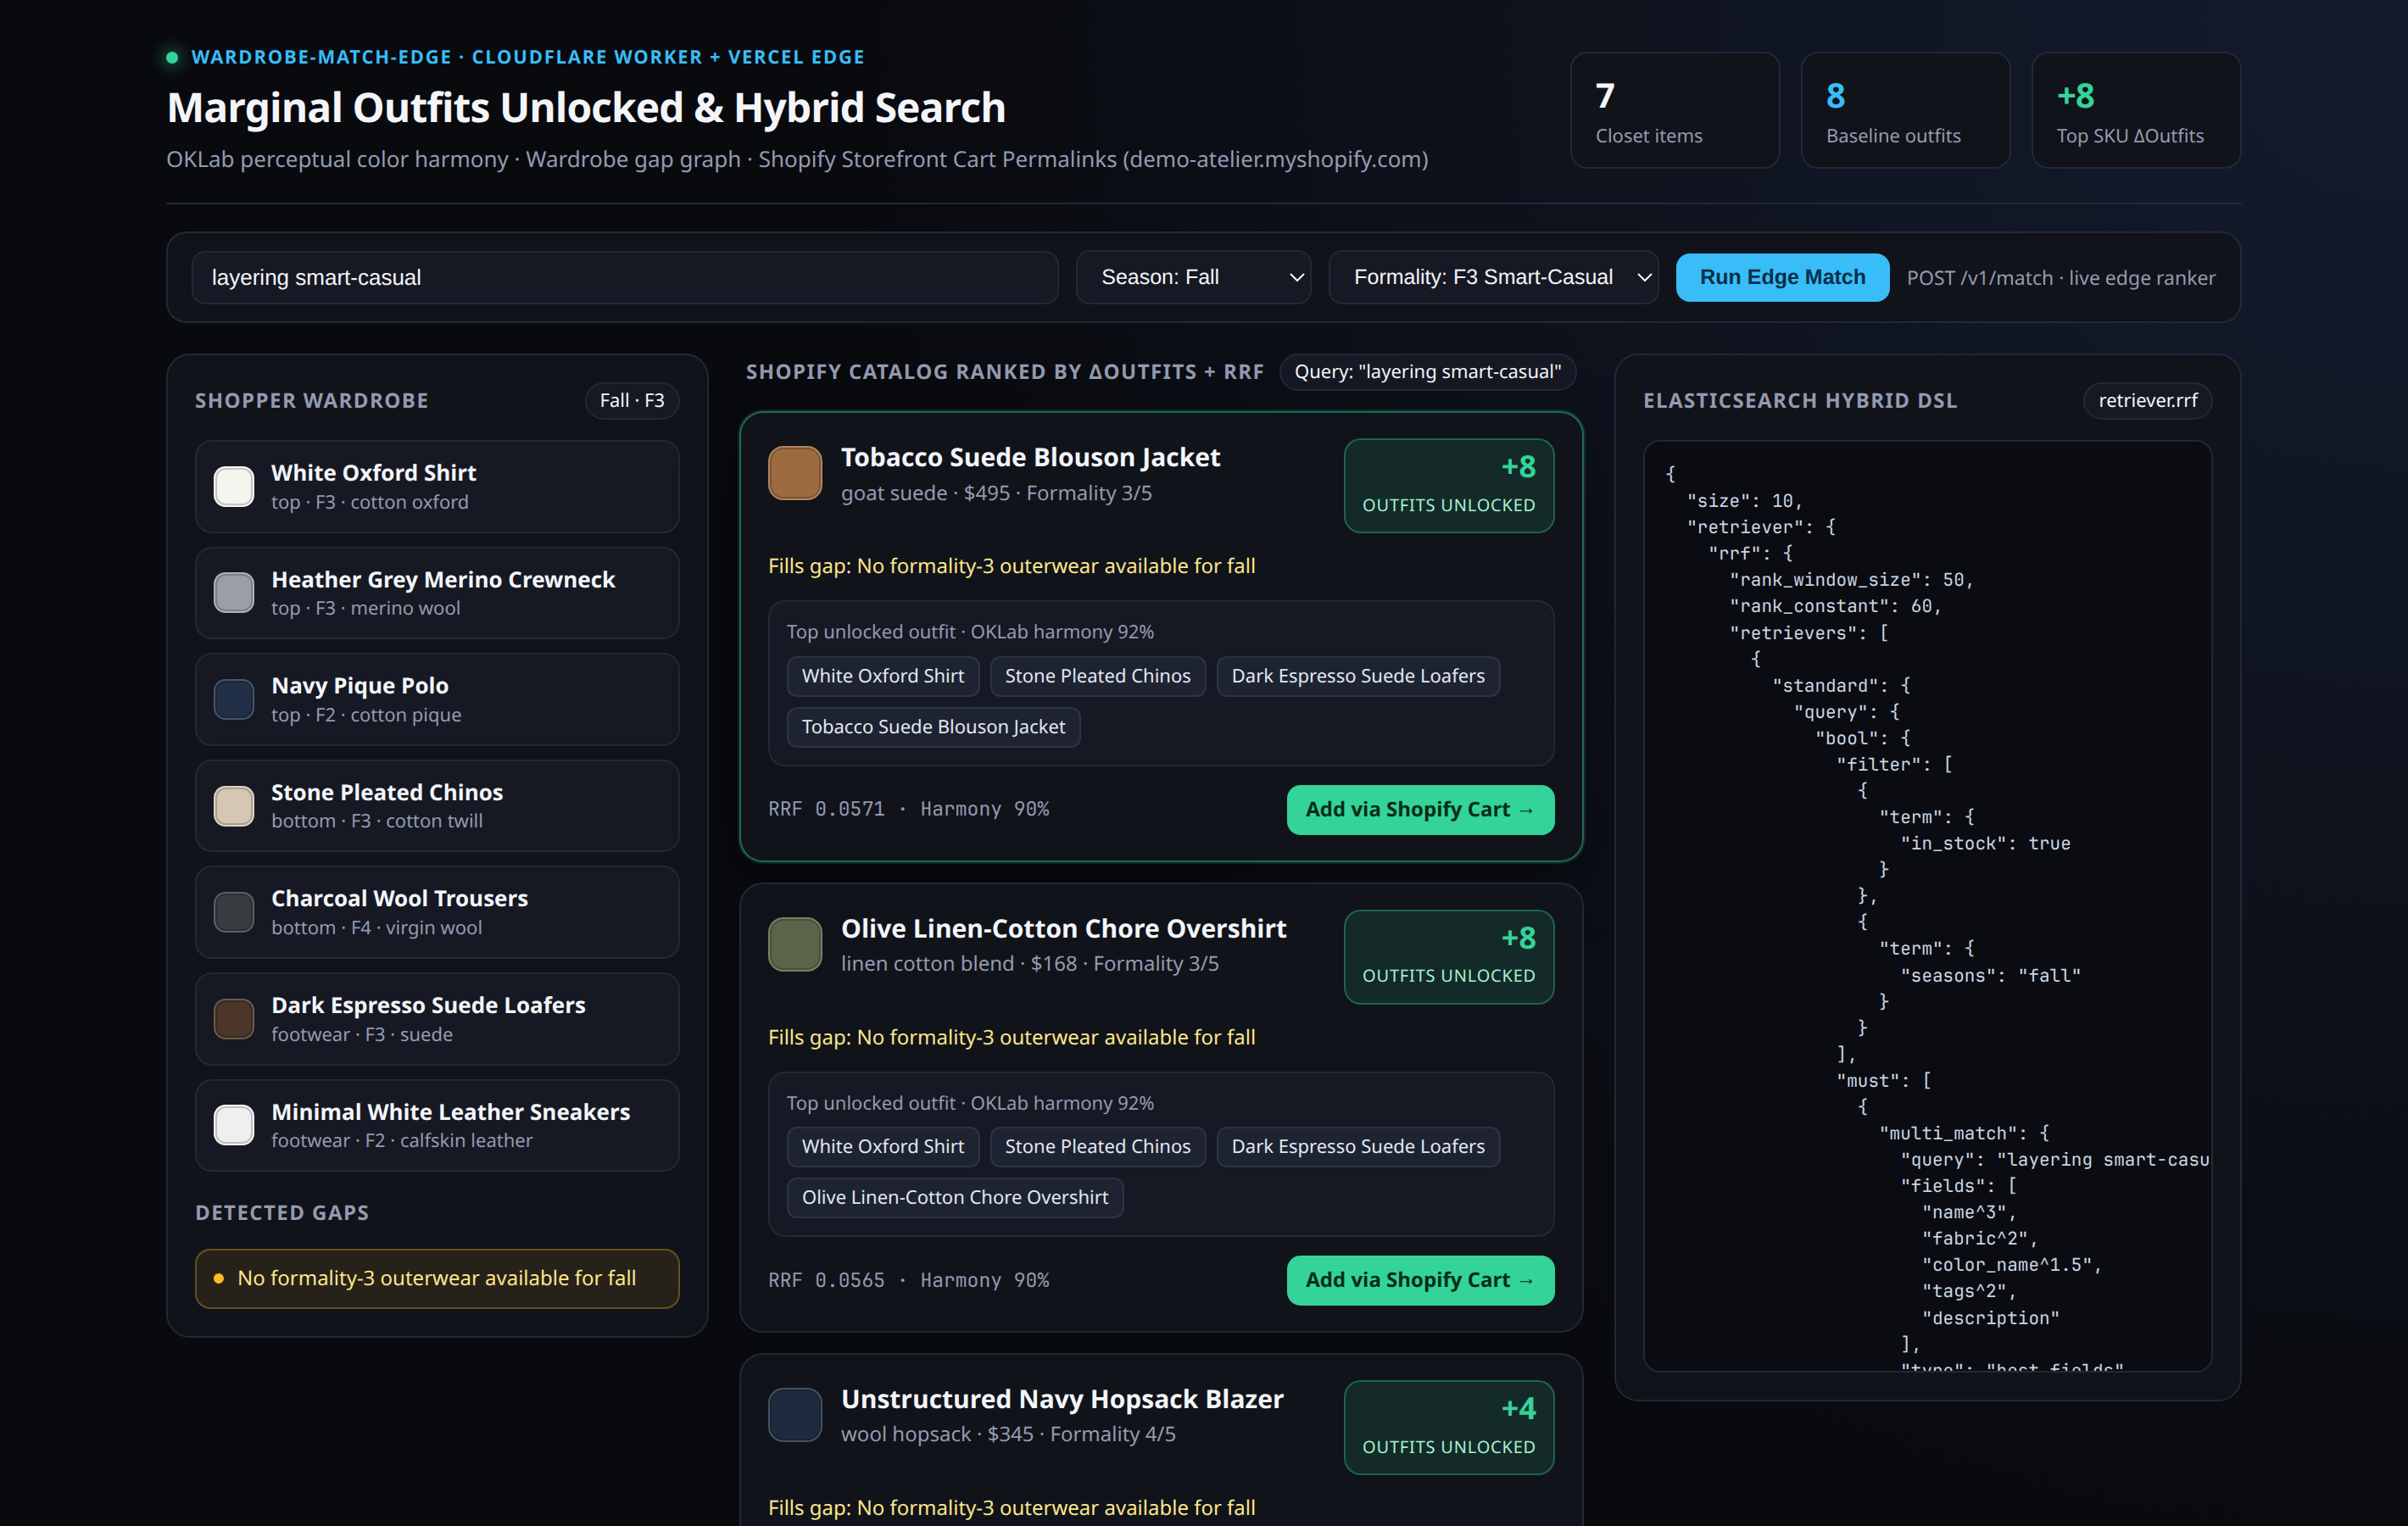 WARDROBE-MATCH-EDGE · CLOUDFLARE WORKER + VERCEL EDGE
Marginal Outfits Unlocked & Hybrid Search
OKLab perceptual color harmony · Wardrobe gap graph · Shopify Storefront Cart Permalinks (demo-atelier.myshopify.com)
7
Closet items
8
Baseline outfits
+8
Top SKU ΔOutfits
layering smart-casual
Season: Fall
Formality: F3 Smart-Casual
Run Edge Match
POST /v1/match · live edge ranker
SHOPPER WARDROBE
Fall · F3
White Oxford Shirt
top · F3 · cotton oxford
Heather Grey Merino Crewneck
top · F3 · merino wool
Navy Pique Polo
top · F2 · cotton pique
Stone Pleated Chinos
bottom · F3 · cotton twill
Charcoal Wool Trousers
bottom · F4 · virgin wool
Dark Espresso Suede Loafers
footwear · F3 · suede
Minimal White Leather Sneakers
footwear · F2 · calfskin leather
DETECTED GAPS
No formality-3 outerwear available for fall
SHOPIFY CATALOG RANKED BY ΔOUTFITS + RRF
Query: "layering smart-casual"
Tobacco Suede Blouson Jacket
goat suede · $495 · Formality 3/5
+8
OUTFITS UNLOCKED
Fills gap: No formality-3 outerwear available for fall
Top unlocked outfit · OKLab harmony 92%
White Oxford Shirt
Stone Pleated Chinos
Dark Espresso Suede Loafers
Tobacco Suede Blouson Jacket
RRF 0.0571 · Harmony 90%
Add via Shopify Cart →
Olive Linen-Cotton Chore Overshirt
linen cotton blend · $168 · Formality 3/5
+8
OUTFITS UNLOCKED
Fills gap: No formality-3 outerwear available for fall
Top unlocked outfit · OKLab harmony 92%
White Oxford Shirt
Stone Pleated Chinos
Dark Espresso Suede Loafers
Olive Linen-Cotton Chore Overshirt
RRF 0.0565 · Harmony 90%
Add via Shopify Cart →
Unstructured Navy Hopsack Blazer
wool hopsack · $345 · Formality 4/5
+4
OUTFITS UNLOCKED
Fills gap: No formality-3 outerwear available for fall
ELASTICSEARCH HYBRID DSL
retriever.rrf
{
"size": 10,
"retriever": {
"rrf": {
"rank_window_size": 50,
"rank_constant": 60,
"retrievers": [
{
"standard": {
"query": {
"bool": {
"filter": [
{
"term": {
"in_stock": true
}
},
{
"term": {
"seasons": "fall"
}
}
],
"must": [
{
"multi_match": {
"query": "layering smart-casu
"fields": [
"name^3",
"fabric^2",
"color_name^1.5",
"tags^2",
"description"
],
"type": "best_fields"